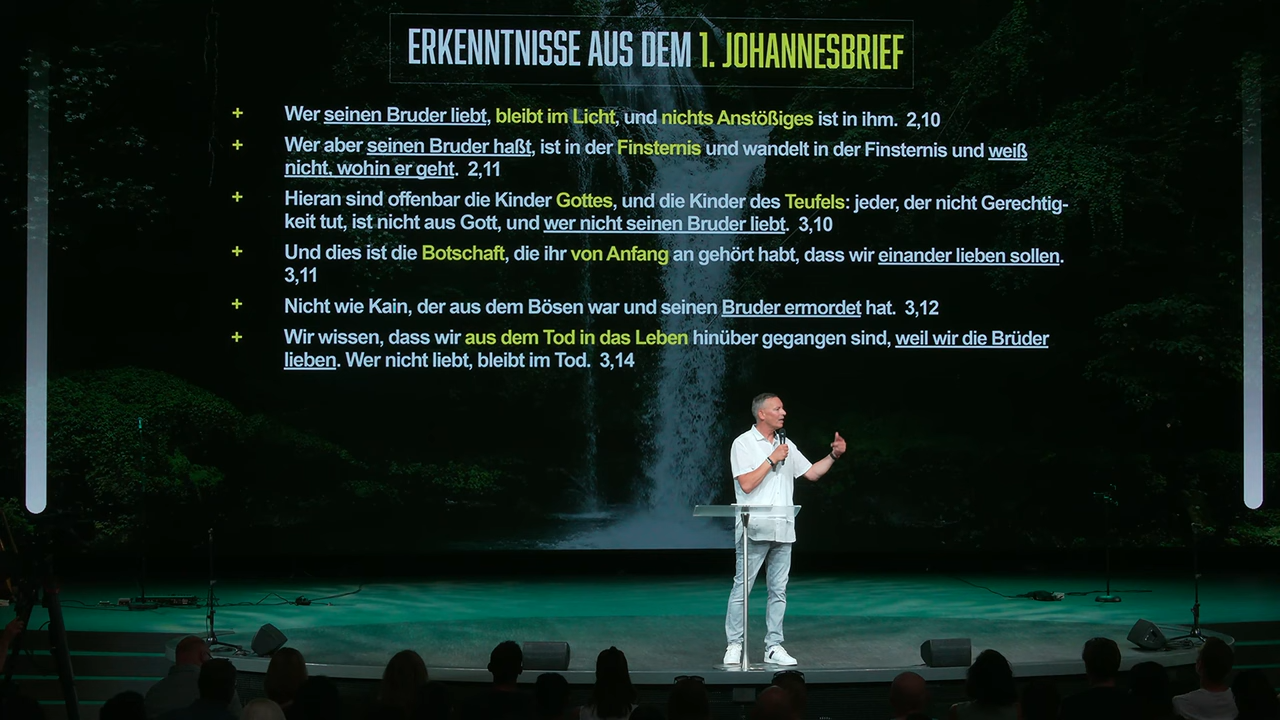 ERKENNTNISSE AUS DEM 1. JOHANNESBRIEF
+ Wer seinen Bruder liebt, bleibt im Licht, und nichts Anstößiges ist in ihm. 2,10
+ Wer aber seinen Bruder haßt, ist in der Finsternis und wandelt in der Finsternis und weiß
nicht, wohin er geht. 2,11
+ Hieran sind offenbar die Kinder Gottes, und die Kinder des Teufels: jeder, der nicht Gerechtig-
keit tut, ist nicht aus Gott, und wer nicht seinen Bruder liebt. 3,10
+ Und dies ist die Botschaft, die ihr von Anfang an gehört habt, dass wir einander lieben sollen.
3,11
+ Nicht wie Kain, der aus dem Bösen war und seinen Bruder ermordet hat. 3,12
+ Wir wissen, dass wir aus dem Tod in das Leben hinüber gegangen sind, weil wir die Brüder
lieben. Wer nicht liebt, bleibt im Tod. 3,14